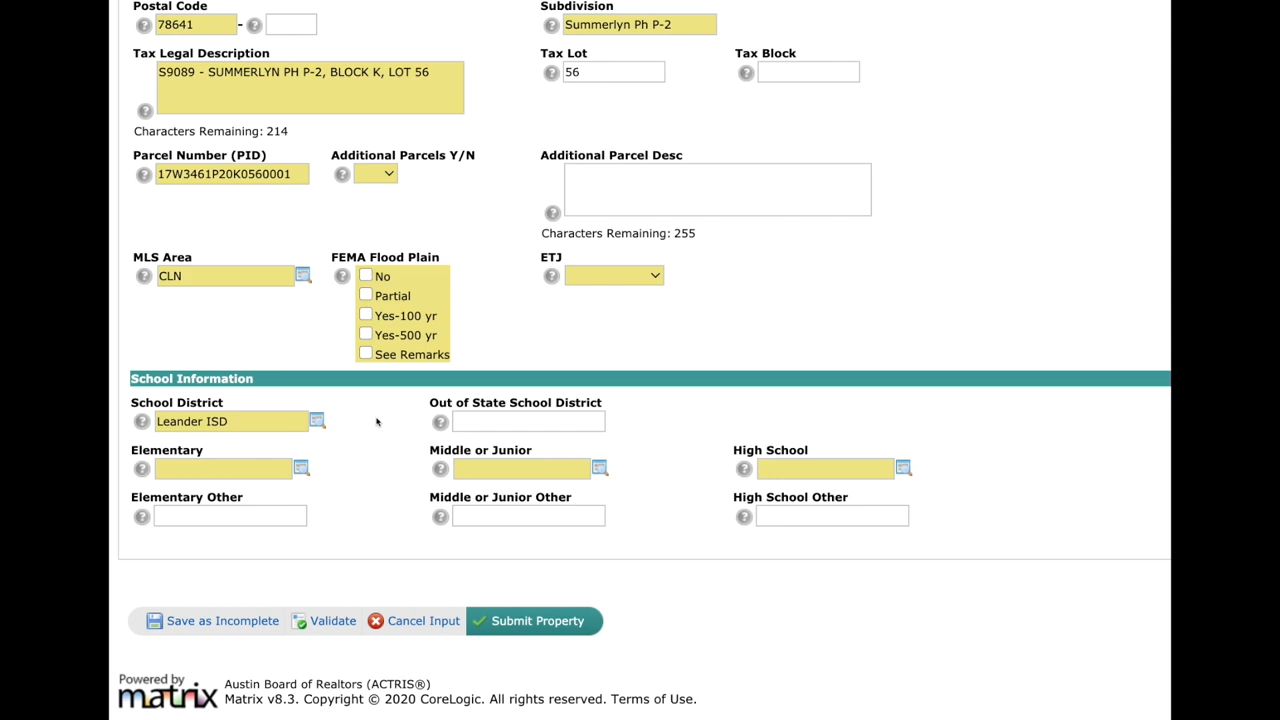 Postal Code
Subdivision
78641 -
Summerlyn Ph P-2
Tax Legal Description
Tax Lot
Tax Block
S9089 - SUMMERLYN PH P-2, BLOCK K, LOT 56
56
Characters Remaining: 214
Parcel Number (PID)
Additional Parcels Y/N
Additional Parcel Desc
17W3461P20K0560001
Characters Remaining: 255
MLS Area
FEMA Flood Plain
ETJ
CLN
No
Partial
Yes-100 yr
Yes-500 yr
See Remarks
School Information
School District
Out of State School District
Leander ISD
Elementary
Middle or Junior
High School
Elementary Other
Middle or Junior Other
High School Other
Save as Incomplete
Validate
Cancel Input
Submit Property
Powered by
matrix
Austin Board of Realtors (ACTRIS®)
Matrix v8.3. Copyright © 2020 CoreLogic. All rights reserved. Terms of Use.